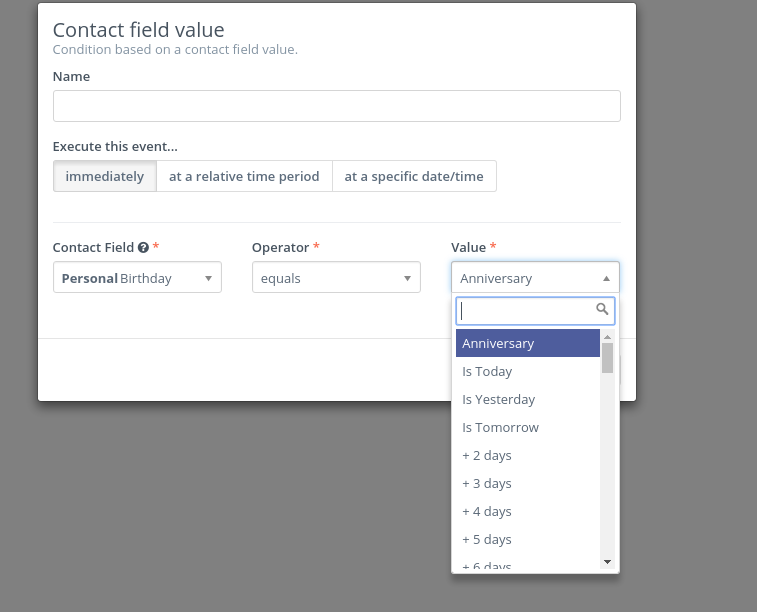 Contact field value
Condition based on a contact field value.
Name
Execute this event...
immediately at a relative time period at a specific date/time
Contact Field * Operator * Value *
Personal Birthday equals Anniversary
Anniversary
Is Today
Is Yesterday
Is Tomorrow
+ 2 days
+ 3 days
+ 4 days
+ 5 days
+ 6 days